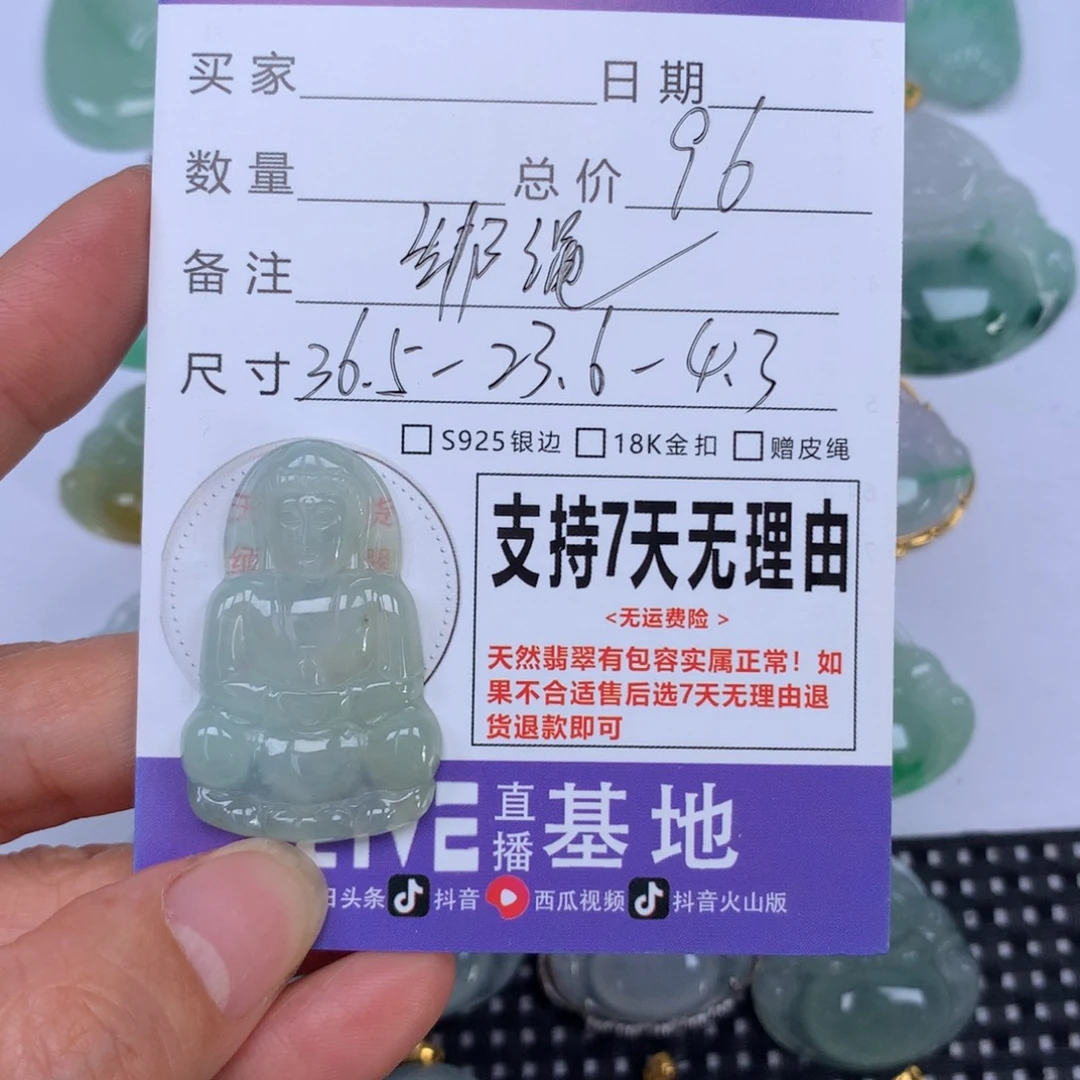 买家 日期
数量 总价 96
备注 绑绳
尺寸 36.5-23.6-4.3
□S925银边 □18K金扣 □赠皮绳
支持7天无理由
<无运费险 >
天然翡翠有包容实属正常！如
果不合适售后选7天无理由退
货退款即可
LIVE 直播基地
日头条 抖音 西瓜视频 抖音火山版